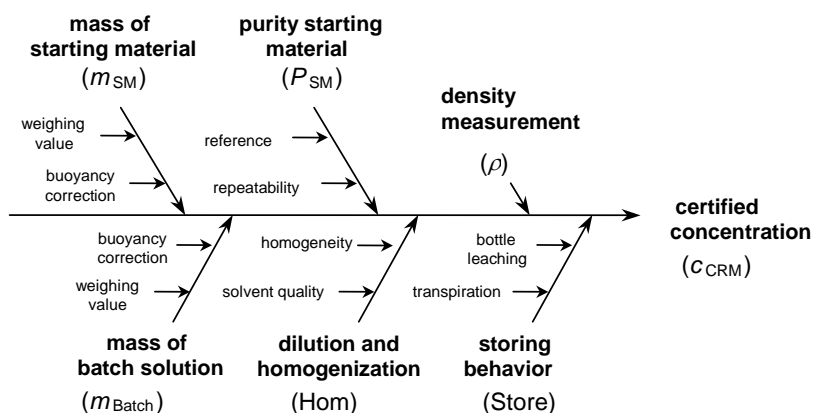 mass of
starting material
(mSM)
purity starting
material
(PSM)
density
measurement
(ρ)
weighing
value
buoyancy
correction
reference
repeatability
certified
concentration
(cCRM)
buoyancy
correction
weighing
value
homogeneity
solvent quality
bottle
leaching
transpiration
mass of
batch solution
(mBatch)
dilution and
homogenization
(Hom)
storing
behavior
(Store)